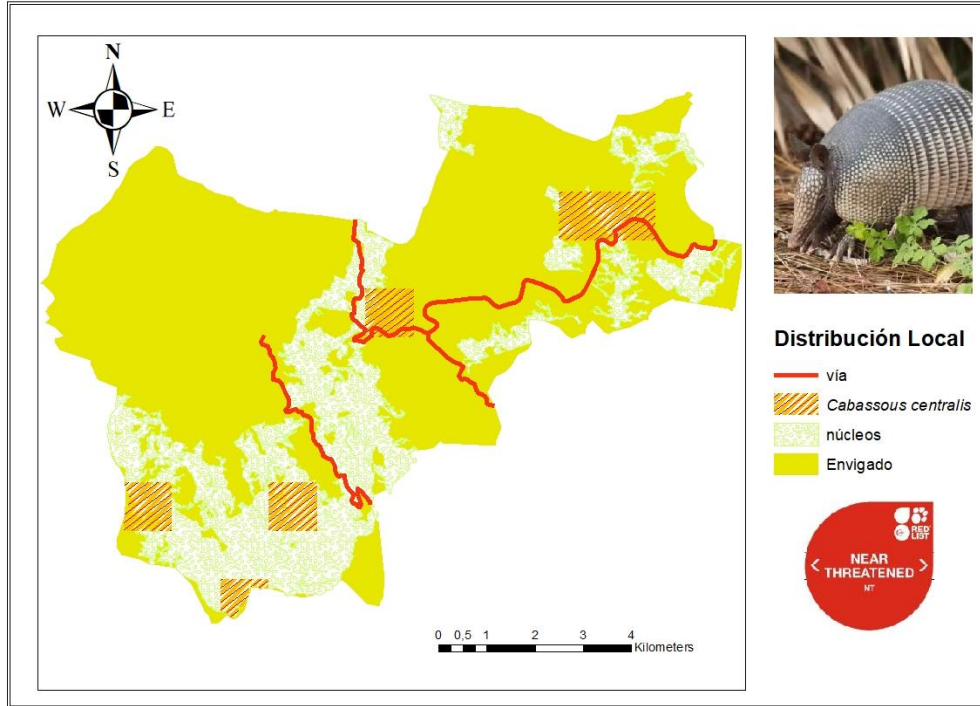 N
W
E
S
Distribución Local
vía
Cabassous centralis
núcleos
Envigado
RED
LIST
NEAR
THREATENED
NT
0 0,5 1 2 3 4
Kilometers